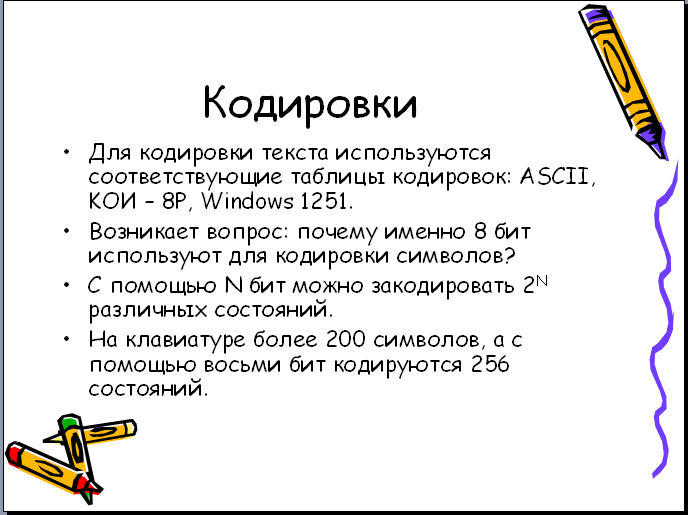 Кодировки
• Для кодировки текста используются
соответствующие таблицы кодировок: ASCII,
КОИ – 8Р, Windows 1251.
• Возникает вопрос: почему именно 8 бит
используют для кодировки символов?
• С помощью N бит можно закодировать 2ᴺ
различных состояний.
• На клавиатуре более 200 символов, а с
помощью восьми бит кодируются 256
состояний.